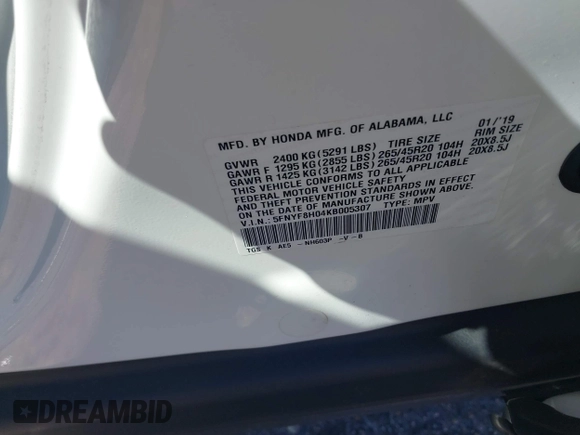 MFD. BY HONDA MFG. OF ALABAMA, LLC 01/'19
GVWR 2400 KG(5291 LBS) TIRE SIZE RIM SIZE
GAWR F 1295 KG(2855 LBS)265/45R20 104H 20X8.5J
GAWR R 1425 KG(3142 LBS)265/45R20 104H 20X8.5J
THIS VEHICLE CONFORMS TO ALL APPLICABLE
FEDERAL MOTOR VEHICLE SAFETY
AND THEFT PREVENTION STANDARDS IN EFFECT
ON THE DATE OF MANUFACTURE SHOWN ABOVE.
V.I.N.: 5FNYF8H04KB005307 TYPE: MPV
TGS K AE5 -NH603P -V-B
DREAMBID